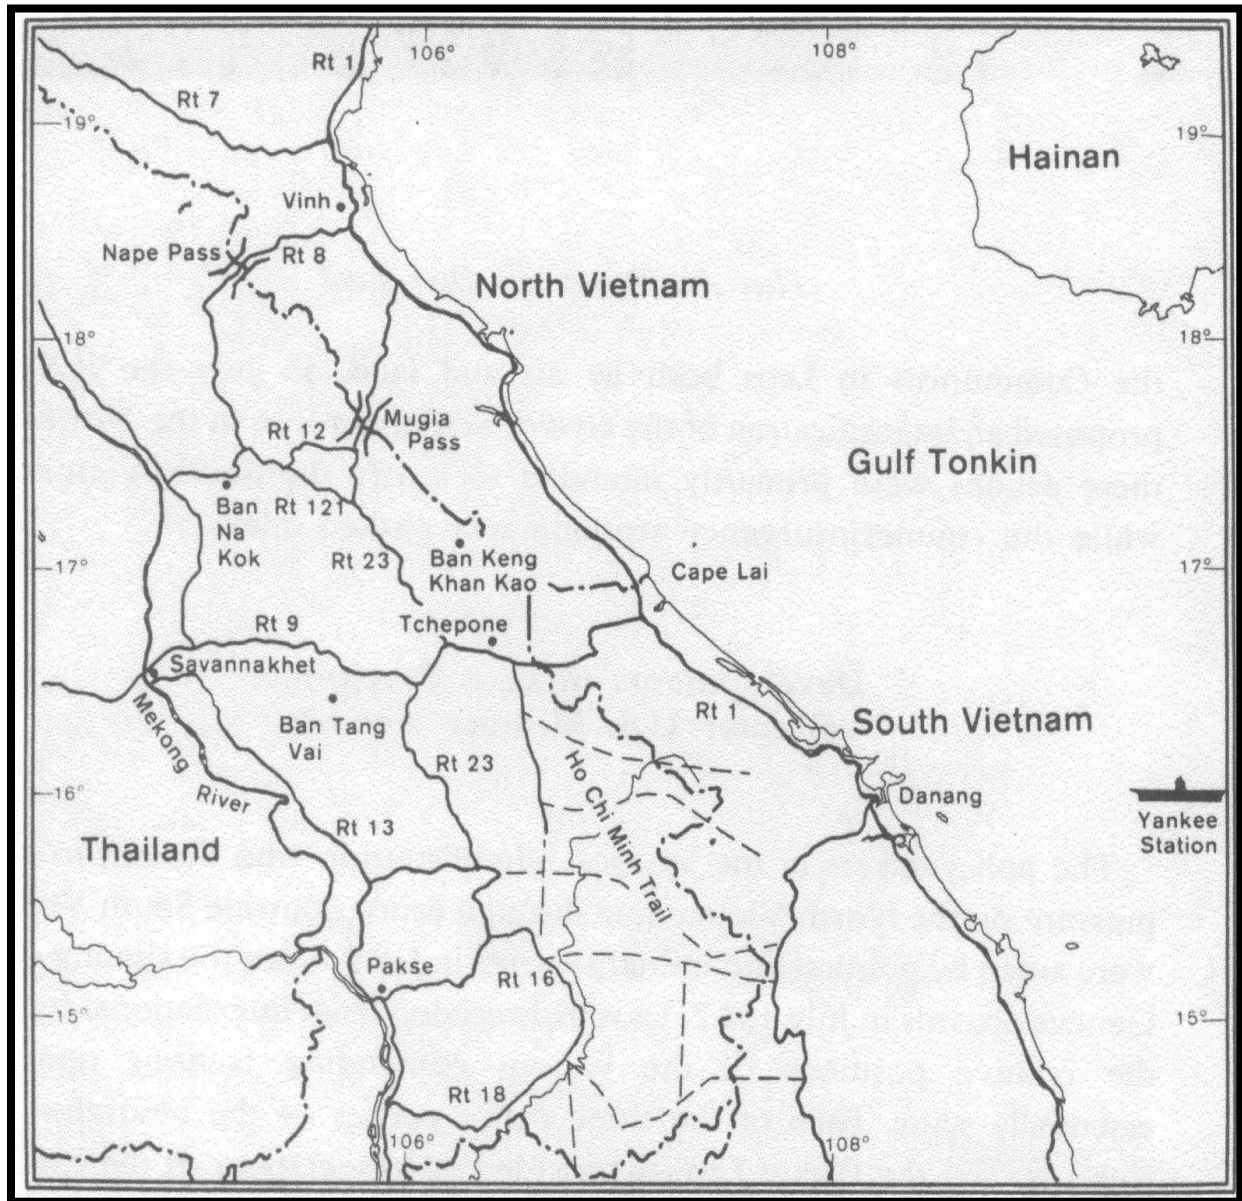 106°
108°
Rt 1
Rt 7
19°
19°
Hainan
Vinh
Nape Pass
Rt 8
North Vietnam
18°
18°
Mugia
Pass
Rt 12
Gulf Tonkin
Ban
Na
Kok
Rt 121
Rt 23
Ban Keng
Khan Kao
17°
17°
Cape Lai
Rt 9
Tchepone
Savannakhet
Mekong
River
Ban Tang
Vai
Rt 1
South Vietnam
Rt 23
Ho Chi Minh Trail
16°
16°
Danang
Yankee
Station
Rt 13
Thailand
Pakse
Rt 16
15°
15°
Rt 18
106°
108°